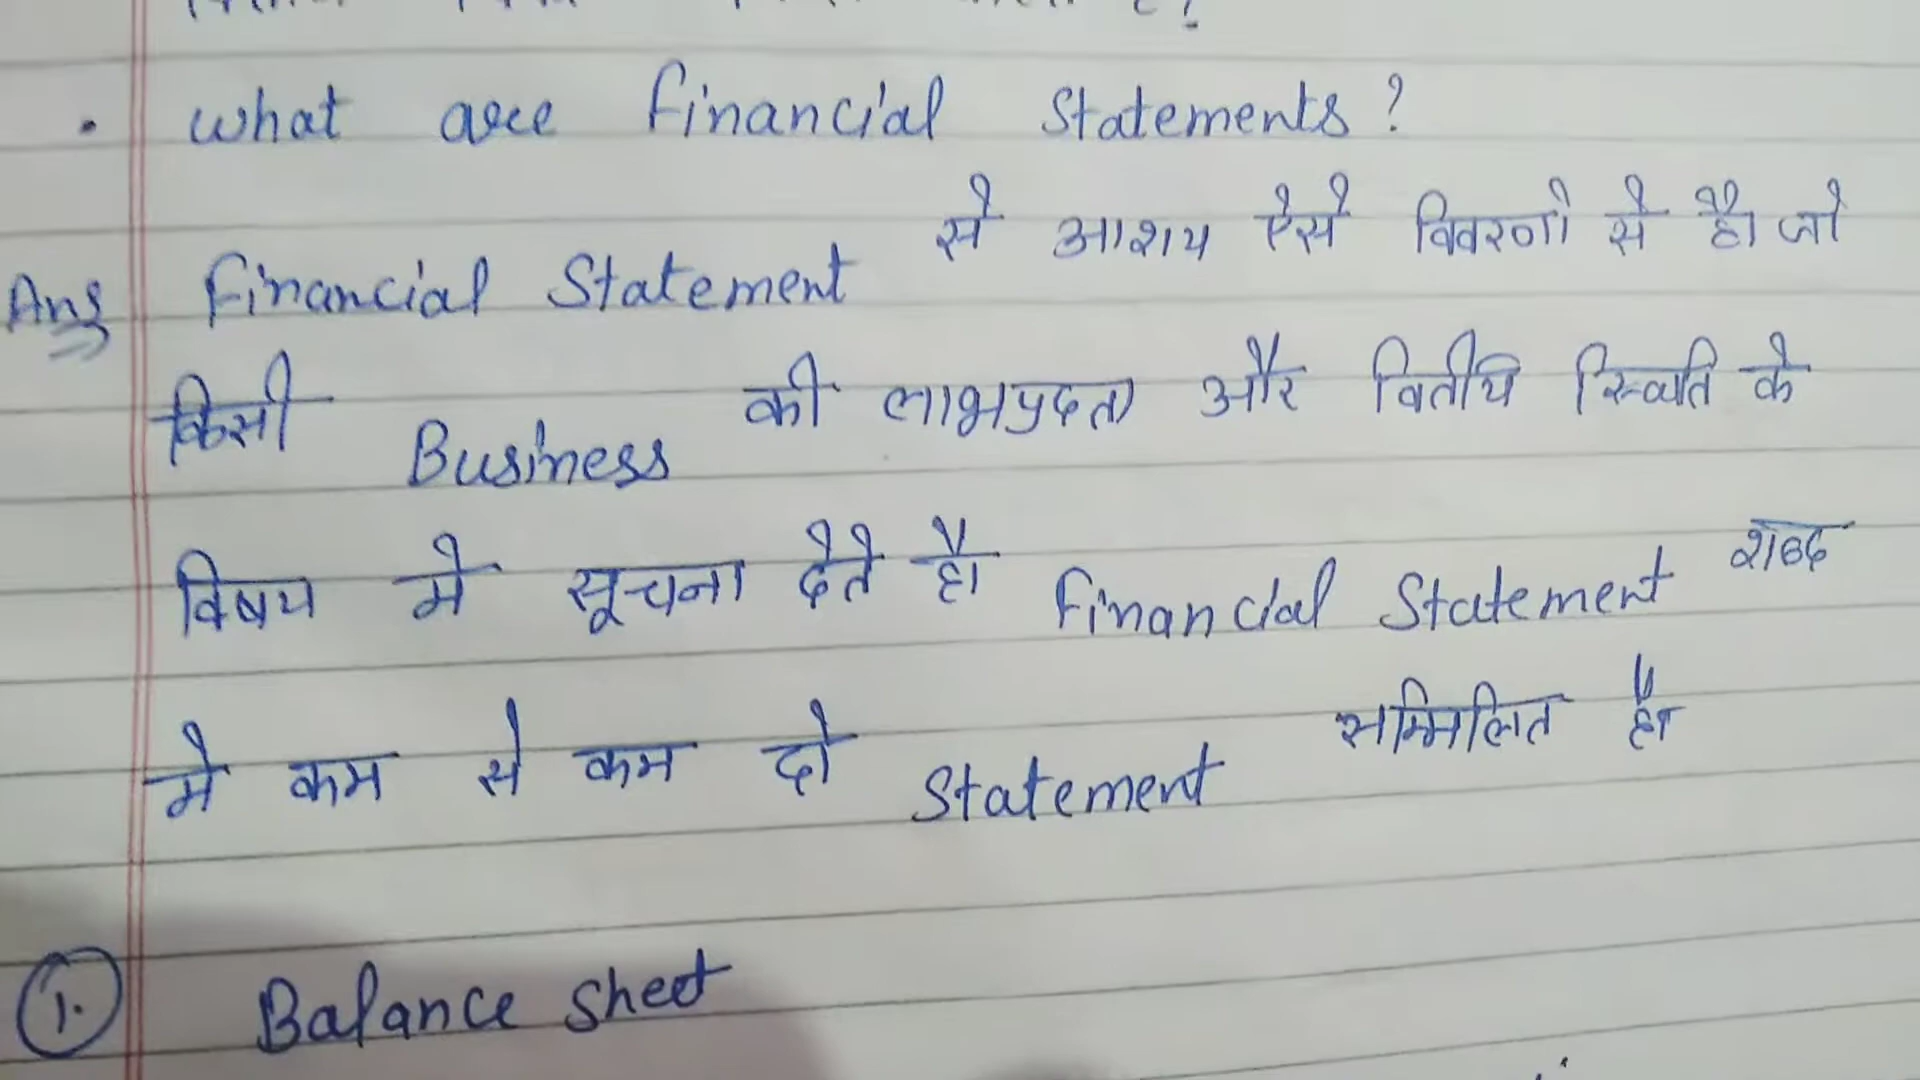 • What are financial Statements?
Ans financial Statement से आशय ऐसे विवरणो से है जो
किसी Business की लाभप्रदता और वितीय स्थिति के
विषय मे सूचना देते है financial Statement शब्द
मे कम से कम दो Statement सम्मिलित है
1. Balance sheet